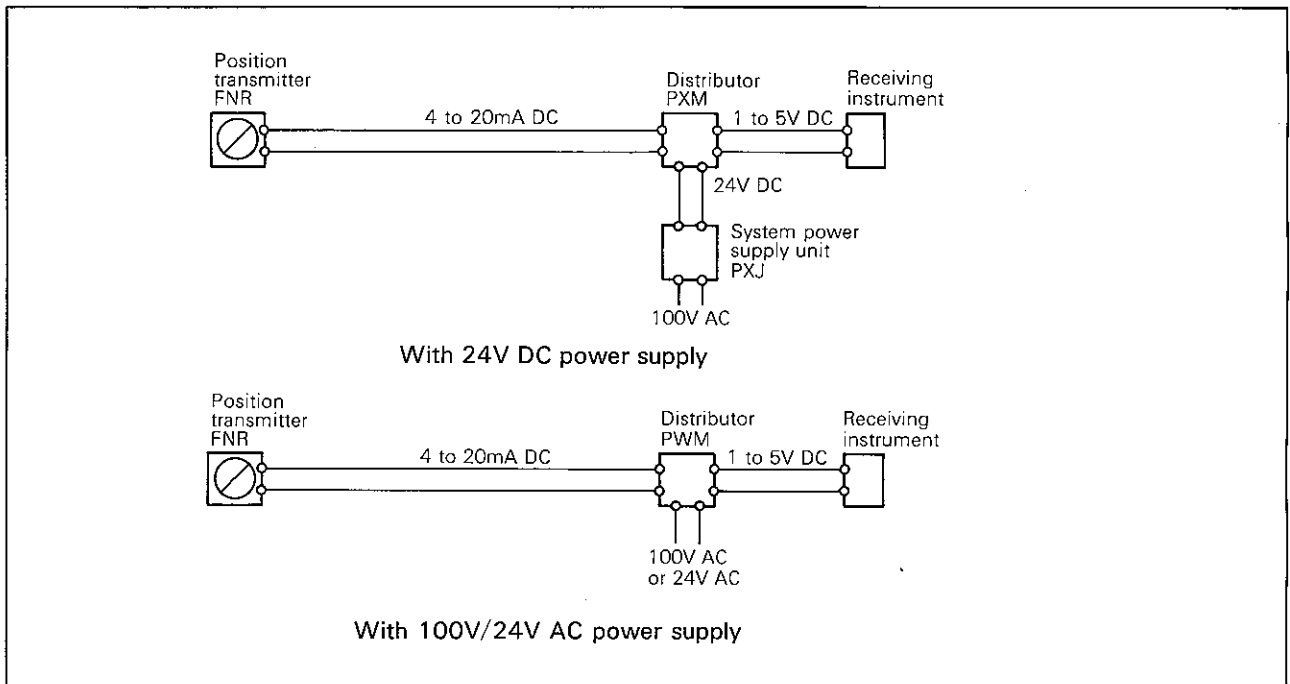 Position
transmitter
FNR
4 to 20mA DC
Distributor
PXM
1 to 5V DC
Receiving
instrument
24V DC
System power
supply unit
PXJ
100V AC
With 24V DC power supply
Position
transmitter
FNR
4 to 20mA DC
Distributor
PWM
1 to 5V DC
Receiving
instrument
100V AC
or 24V AC
With 100V/24V AC power supply